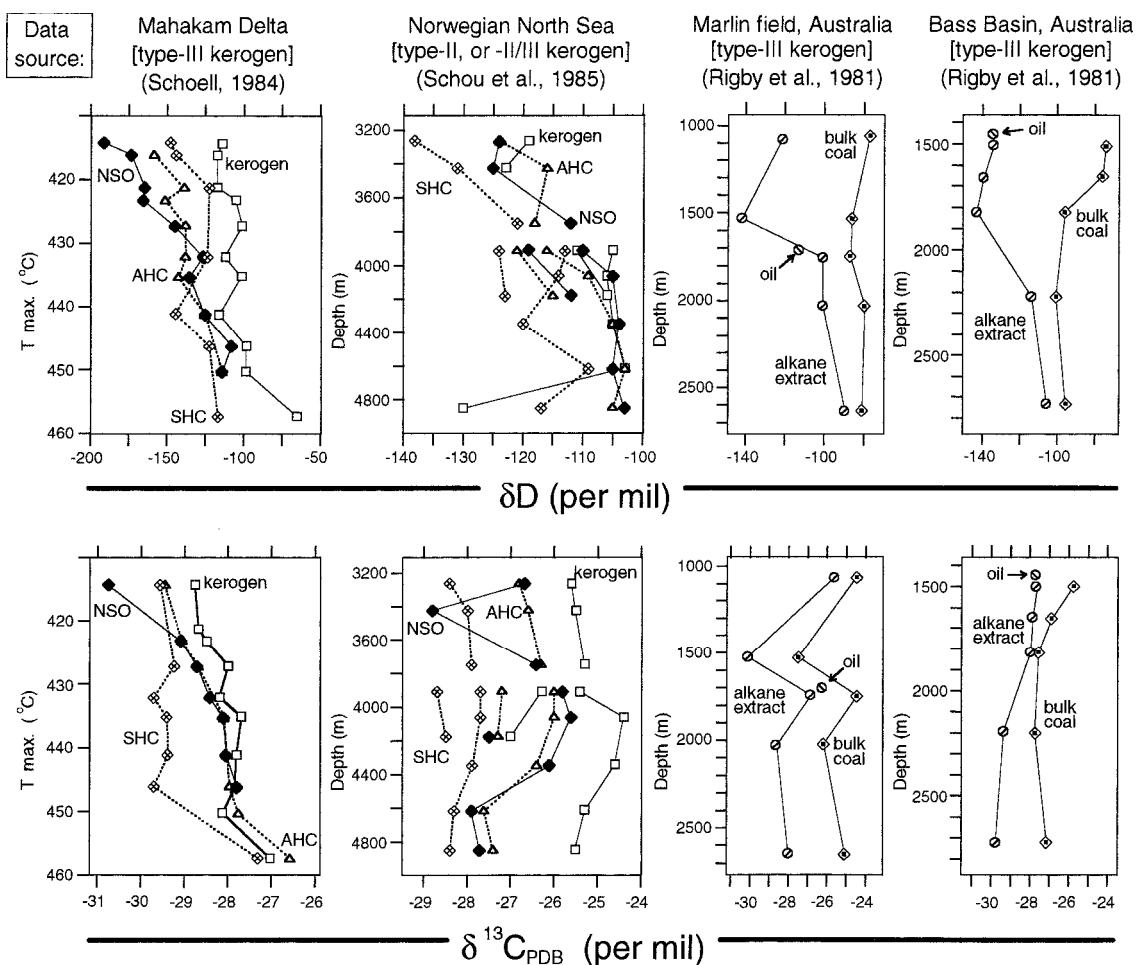 Data
source:
Mahakam Delta
[type-III kerogen]
(Schoell, 1984)
Norwegian North Sea
[type-II, or -II/III kerogen]
(Schou et al., 1985)
Marlin field, Australia
[type-III kerogen]
(Rigby et al., 1981)
Bass Basin, Australia
[type-III kerogen]
(Rigby et al., 1981)
T max. (°C)
420
430
440
450
460
-200
-150
-100
-50
NSO
kerogen
AHC
SHC
Depth (m)
3200
3600
4000
4400
4800
-140
-130
-120
-110
-100
kerogen
SHC
AHC
NSO
Depth (m)
1000
1500
2000
2500
-140
-100
bulk
coal
oil
alkane
extract
Depth (m)
1500
2000
2500
-140
-100
oil
bulk
coal
alkane
extract
δD (per mil)
T max. (°C)
420
430
440
450
460
-31
-30
-29
-28
-27
-26
kerogen
NSO
SHC
AHC
Depth (m)
3200
3600
4000
4400
4800
-29
-28
-27
-26
-25
-24
kerogen
AHC
NSO
SHC
Depth (m)
1000
1500
2000
2500
-30
-28
-26
-24
oil
alkane
extract
bulk
coal
Depth (m)
1500
2000
2500
-30
-28
-26
-24
oil
alkane
extract
bulk
coal
δ ¹³C_PDB (per mil)